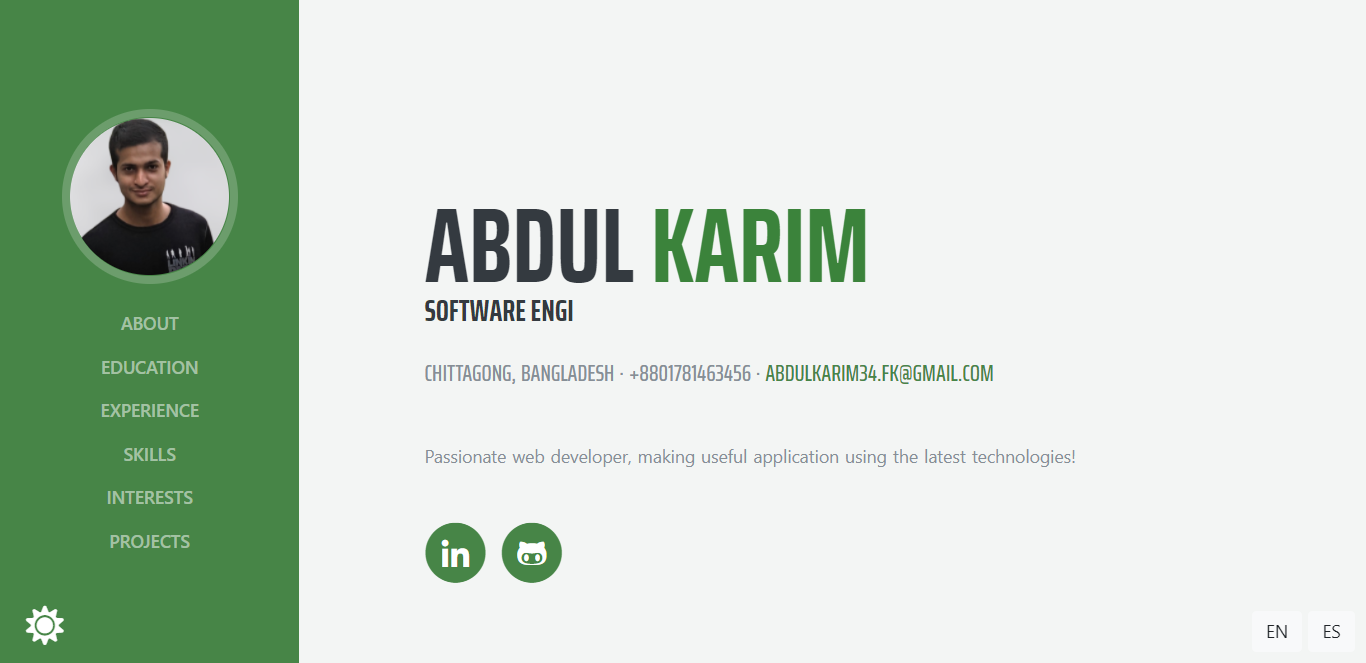 ABOUT
EDUCATION
EXPERIENCE
SKILLS
INTERESTS
PROJECTS
ABDUL KARIM
SOFTWARE ENGI
CHITTAGONG, BANGLADESH · +8801781463456 · ABDULKARIM34.FK@GMAIL.COM
Passionate web developer, making useful application using the latest technologies!
in
EN ES